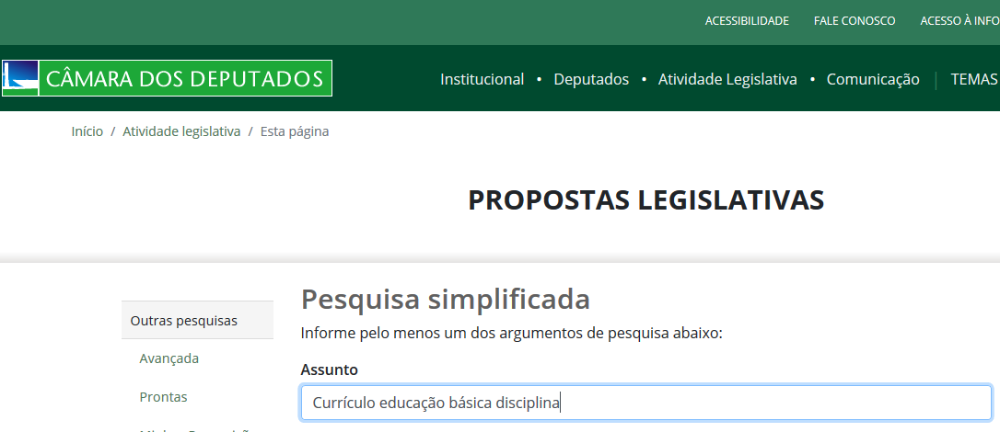 ACESSIBILIDADE FALE CONOSCO ACESSO À INFO
CÂMARA DOS DEPUTADOS
Institucional • Deputados • Atividade Legislativa • Comunicação | TEMAS
Início / Atividade legislativa / Esta página
PROPOSTAS LEGISLATIVAS
Pesquisa simplificada
Outras pesquisas
Informe pelo menos um dos argumentos de pesquisa abaixo:
Avançada
Assunto
Prontas
Currículo educação básica disciplina